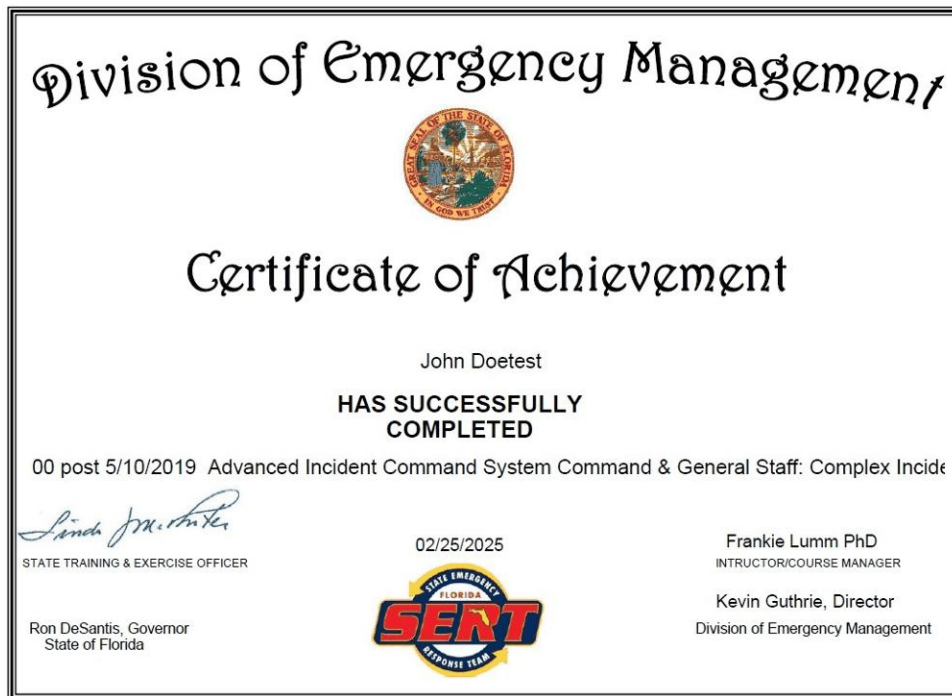 Division of Emergency Management
GREAT SEAL OF THE STATE OF FLORIDA
IN GOD WE TRUST
Certificate of Achievement
John Doetest
HAS SUCCESSFULLY
COMPLETED
00 post 5/10/2019 Advanced Incident Command System Command & General Staff: Complex Incide
STATE TRAINING & EXERCISE OFFICER
02/25/2025
Frankie Lumm PhD
INTRUCTOR/COURSE MANAGER
Ron DeSantis, Governor
State of Florida
STATE EMERGENCY
FLORIDA
SERT
RESPONSE TEAM
Kevin Guthrie, Director
Division of Emergency Management